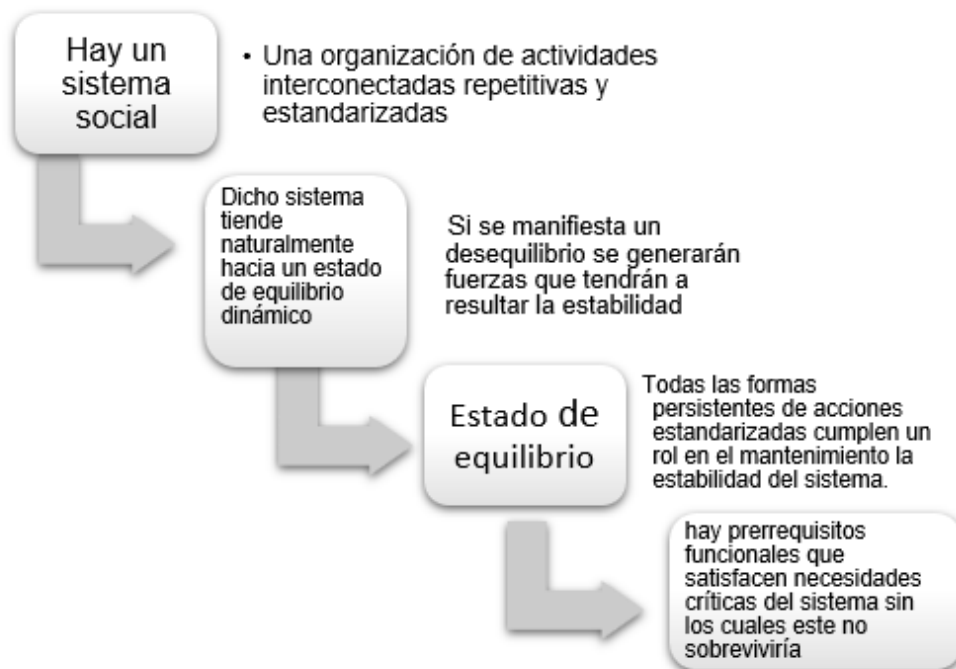 Hay un
sistema
social
• Una organización de actividades
interconectadas repetitivas y
estandarizadas
Dicho sistema
tiende
naturalmente
hacia un estado
de equilibrio
dinámico
Si se manifiesta un
desequilibrio se generarán
fuerzas que tendrán a
resultar la estabilidad
Estado de
equilibrio
Todas las formas
persistentes de acciones
estandarizadas cumplen un
rol en el mantenimiento la
estabilidad del sistema.
hay prerrequisitos
funcionales que
satisfacen necesidades
críticas del sistema sin
los cuales este no
sobreviviría